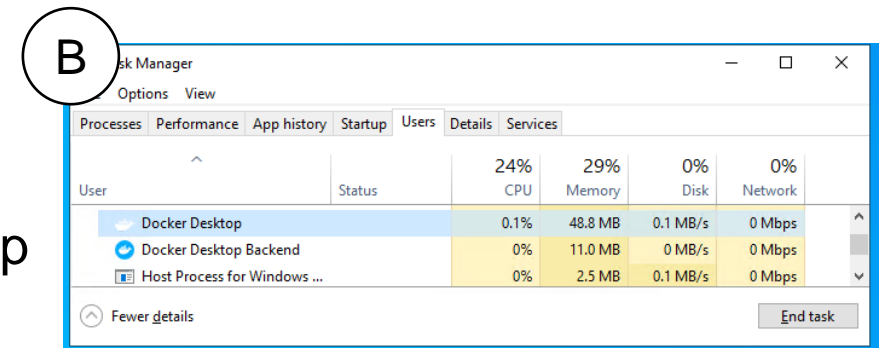 B
sk Manager
Options View
Processes Performance App history Startup Users Details Services
24% 29% 0% 0%
User Status CPU Memory Disk Network
Docker Desktop 0.1% 48.8 MB 0.1 MB/s 0 Mbps
p
Docker Desktop Backend 0% 11.0 MB 0 MB/s 0 Mbps
Host Process for Windows ... 0% 2.5 MB 0.1 MB/s 0 Mbps
Fewer details End task